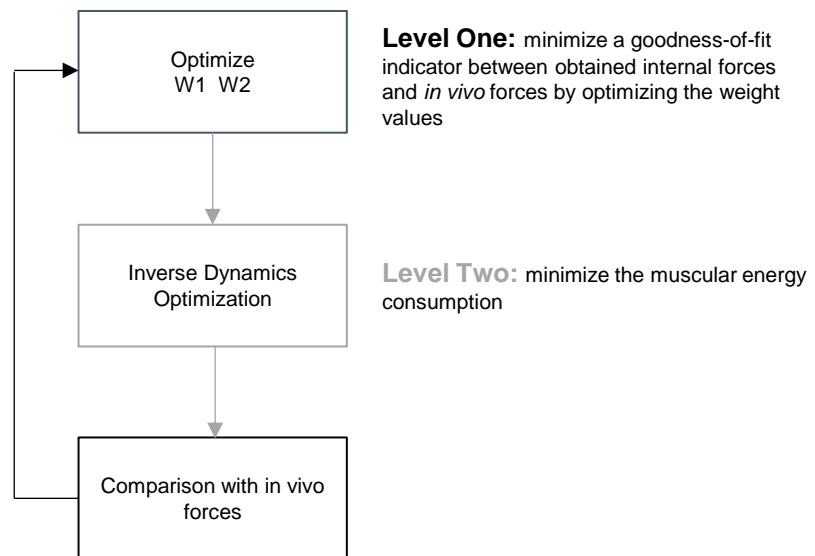 Optimize
W1 W2
Level One: minimize a goodness-of-fit
indicator between obtained internal forces
and in vivo forces by optimizing the weight
values
Inverse Dynamics
Optimization
Level Two: minimize the muscular energy
consumption
Comparison with in vivo
forces